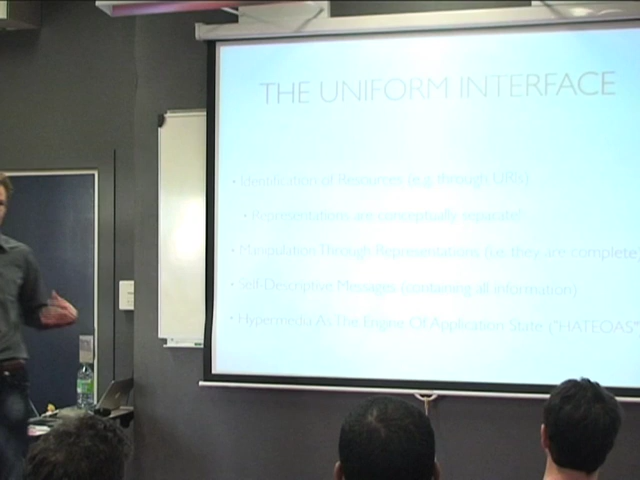 THE UNIFORM INTERFACE
• Identification of Resources (e.g. through URIs)
• Representations are conceptually separate!
• Manipulation Through Representations (i.e. they are complete)
• Self-Descriptive Messages (containing all information)
• Hypermedia As The Engine Of Application State ("HATEOAS"